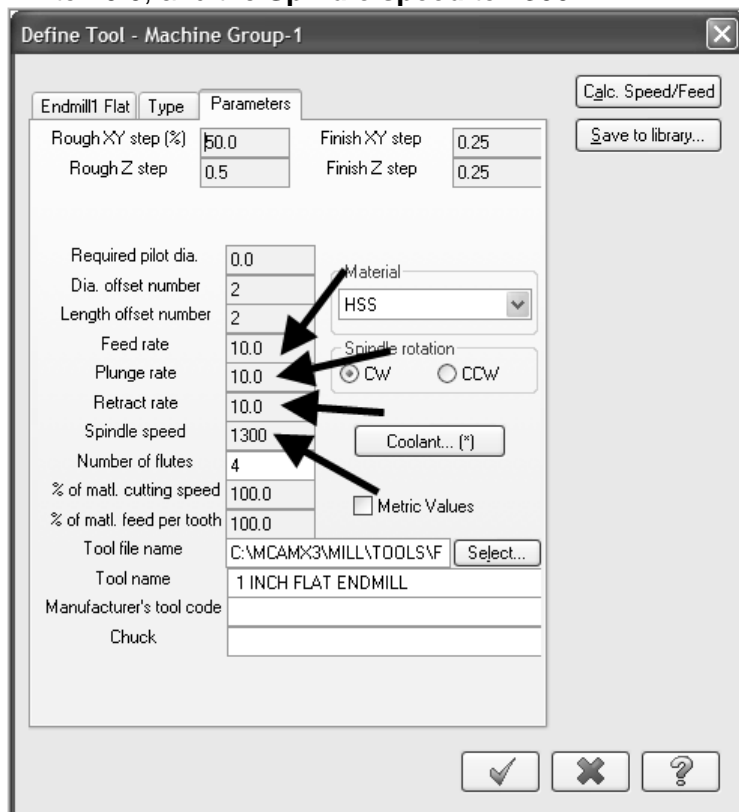 Define Tool - Machine Group-1
Calc. Speed/Feed
Endmill1 Flat Type Parameters
Save to library...
Rough XY step (%) 50.0 Finish XY step 0.25
Rough Z step 0.5 Finish Z step 0.25
Required pilot dia. 0.0
Material
Dia. offset number 2
HSS
Length offset number 2
Feed rate 10.0
Spindle rotation
Plunge rate 10.0 CW CCW
Retract rate 10.0
Spindle speed 1300
Coolant... (*)
Number of flutes 4
% of matl. cutting speed 100.0
Metric Values
% of matl. feed per tooth 100.0
Tool file name C:\MCAMX3\MILL\TOOLS\F Select...
Tool name 1 INCH FLAT ENDMILL
Manufacturer's tool code
Chuck